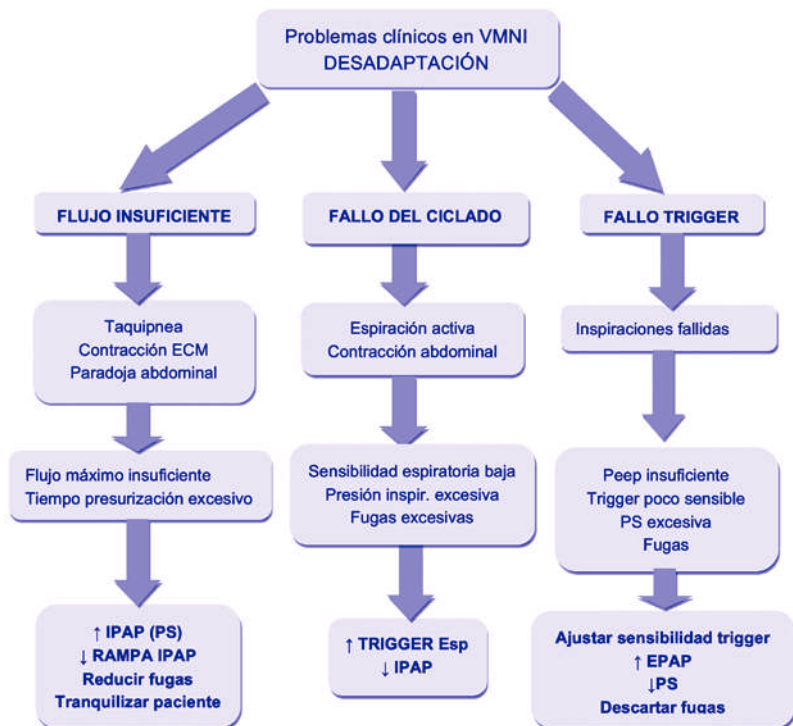 Problemas clínicos en VMNI
DESADAPTACIÓN
FLUJO INSUFICIENTE
FALLO DEL CICLADO
FALLO TRIGGER
Taquipnea
Contracción ECM
Paradoja abdominal
Espiración activa
Contracción abdominal
Inspiraciones fallidas
Flujo máximo insuficiente
Tiempo presurización excesivo
Sensibilidad espiratoria baja
Presión inspir. excesiva
Fugas excesivas
Peep insuficiente
Trigger poco sensible
PS excesiva
Fugas
↑ IPAP (PS)
↓ RAMPA IPAP
Reducir fugas
Tranquilizar paciente
↑ TRIGGER Esp
↓ IPAP
Ajustar sensibilidad trigger
↑ EPAP
↓PS
Descartar fugas